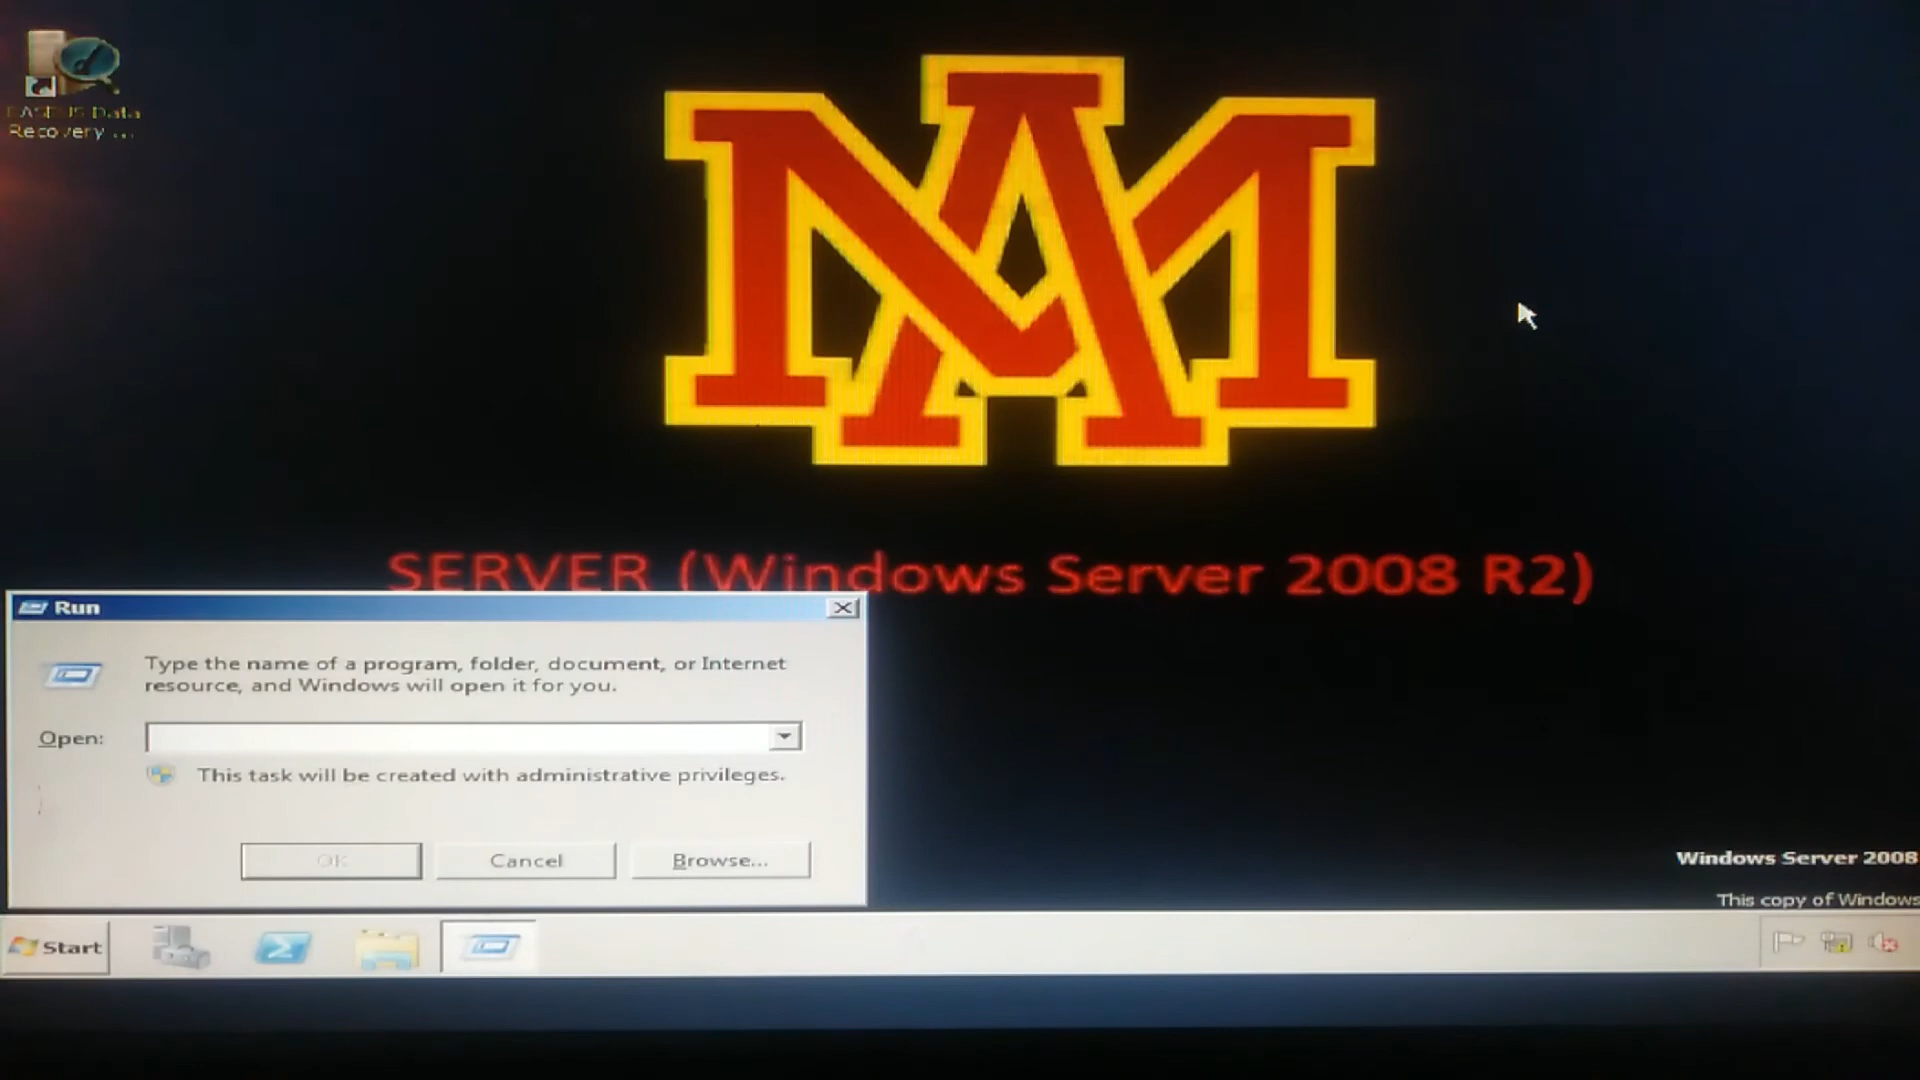 EASEUS Data
Recovery ...
MA
SERVER (Windows Server 2008 R2)
Run
Type the name of a program, folder, document, or Internet
resource, and Windows will open it for you.
Open:
This task will be created with administrative privileges.
OK
Cancel
Browse...
Windows Server 2008
This copy of Windows
Start